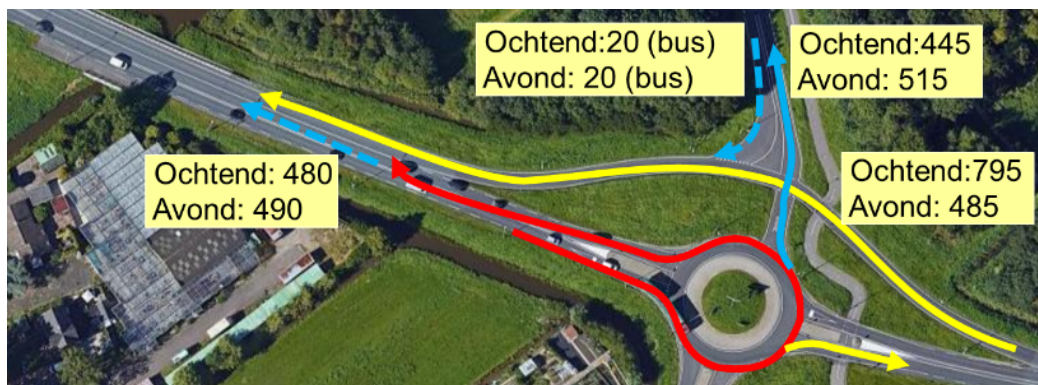 Ochtend:20 (bus)
Avond: 20 (bus)
Ochtend:445
Avond: 515
Ochtend: 480
Avond: 490
Ochtend:795
Avond: 485